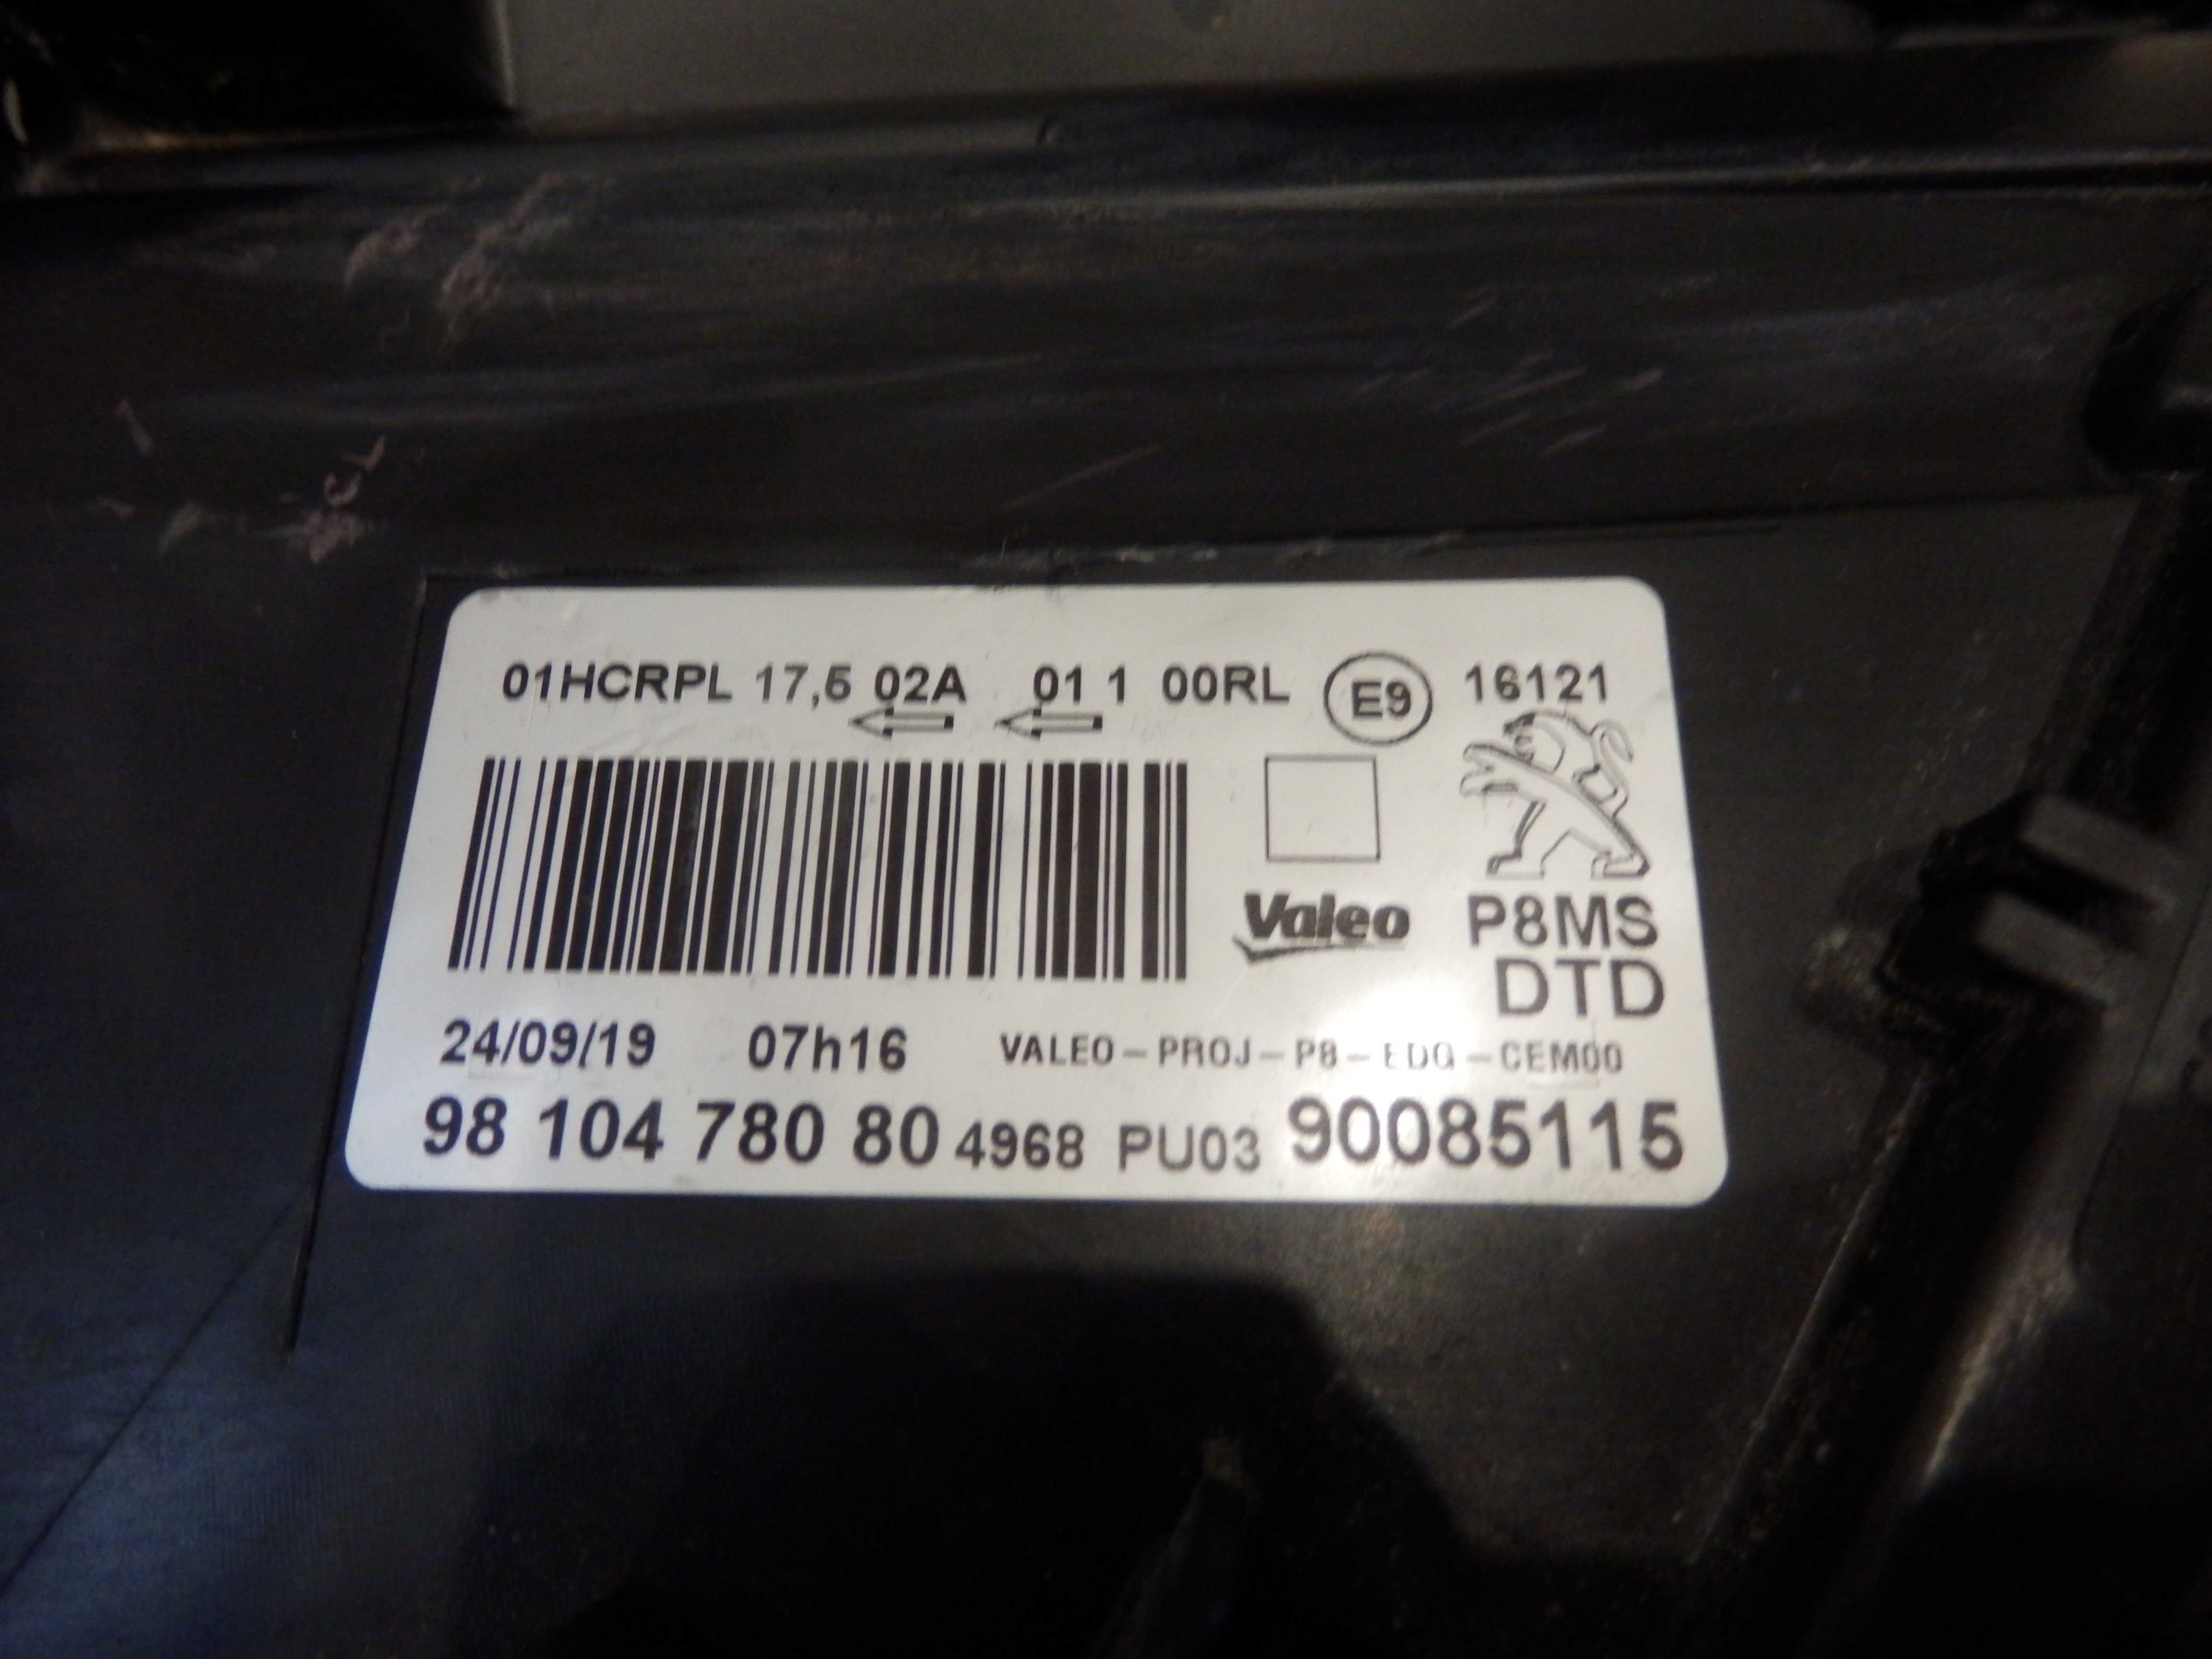 01HCRPL 17,5 02A 01 1 00RL E9 16121
Valeo P8MS
DTD
24/09/19 07h16 VALEO-PROJ-P8-EDG-CEM00
98 104 780 80 4968 PU03 90085115